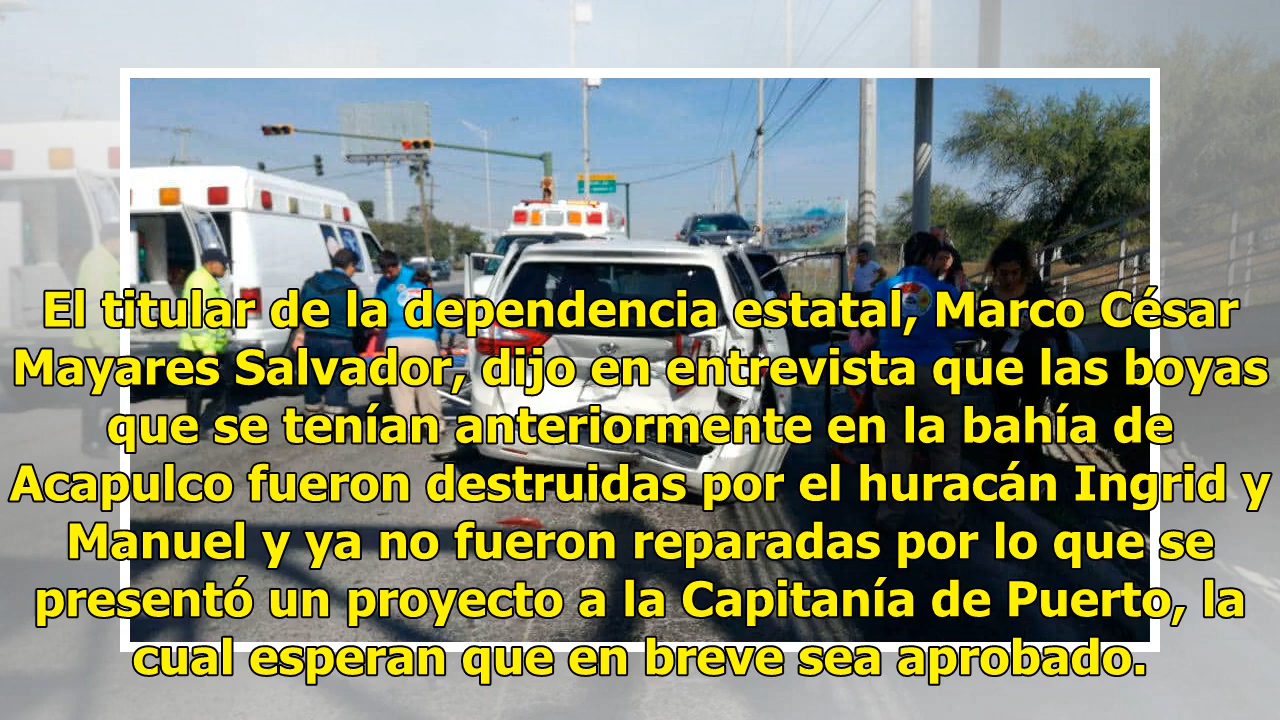 El titular de la dependencia estatal, Marco César
Mayares Salvador, dijo en entrevista que las boyas
que se tenían anteriormente en la bahía de
Acapulco fueron destruidas por el huracán Ingrid y
Manuel y ya no fueron reparadas por lo que se
presentó un proyecto a la Capitanía de Puerto, la
cual esperan que en breve sea aprobado.